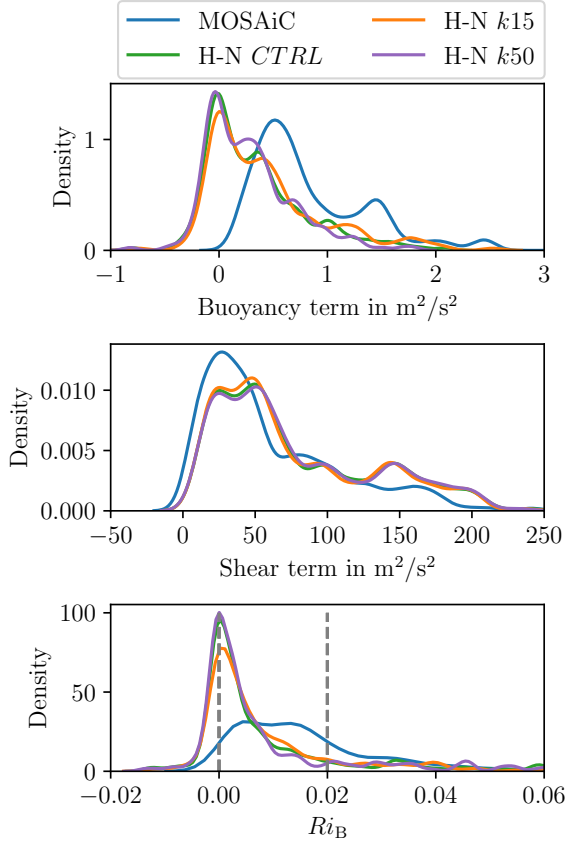 MOSAiC
H-N k15
H-N CTRL
H-N k50
Density
1
0
−1 0 1 2 3
Buoyancy term in m²/s²
Density
0.010
0.005
0.000
−50 0 50 100 150 200 250
Shear term in m²/s²
Density
100
50
0
−0.02 0.00 0.02 0.04 0.06
Ri_B